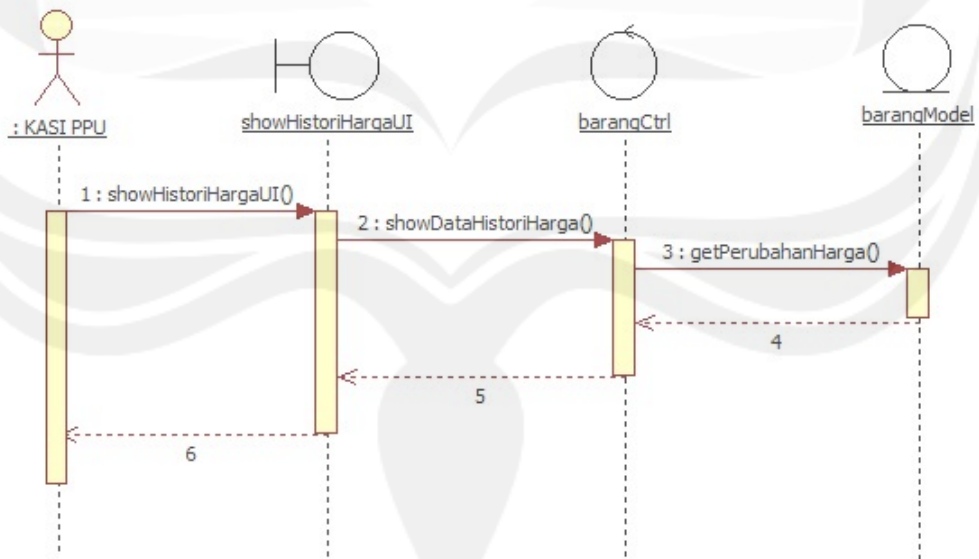 : KASI PPU
showHistoriHargaUI
barangCtrl
barangModel
1 : showHistoriHargaUI()
2 : showDataHistoriHarga()
3 : getPerubahanHarga()
4
5
6